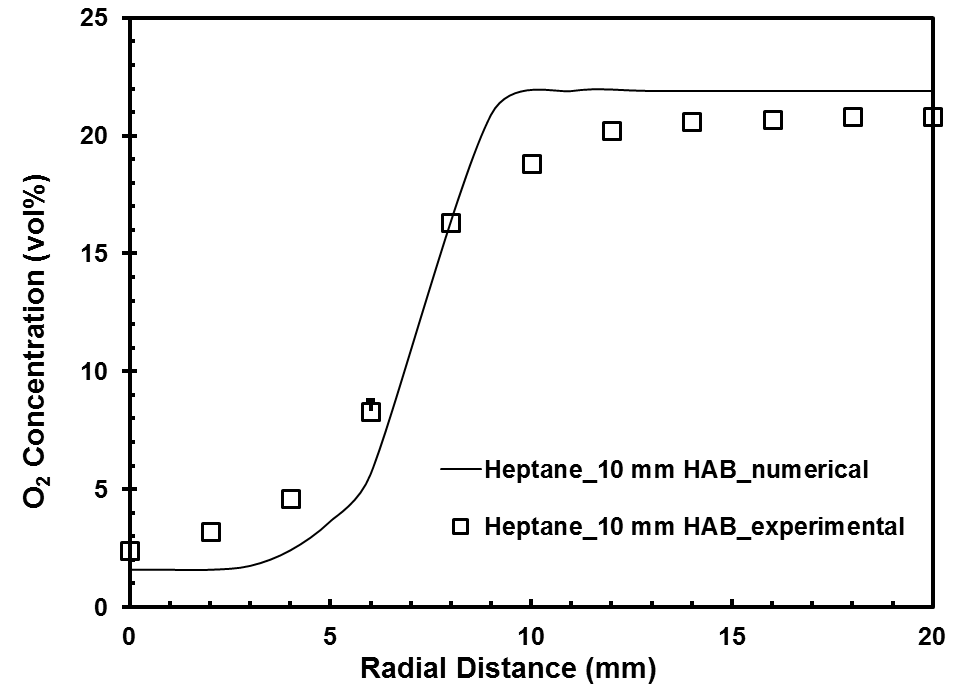 25
20
15
10
5
0
O₂ Concentration (vol%)
Heptane_10 mm HAB_numerical
Heptane_10 mm HAB_experimental
0 5 10 15 20
Radial Distance (mm)